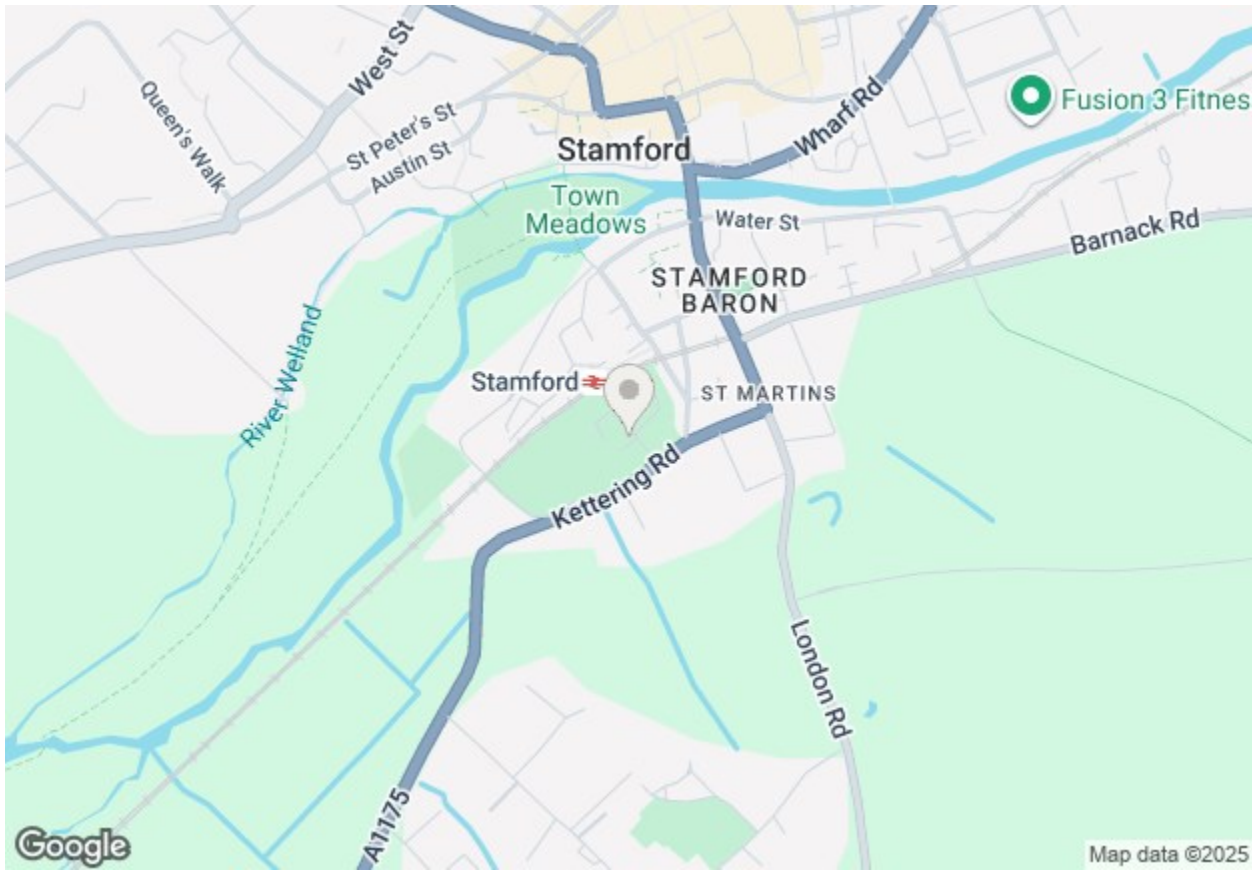 West St
Queen's Walk
St Peter's St
Austin St
Wharf Rd
Fusion 3 Fitnes
Stamford
Town
Meadows
Water St
Barnack Rd
STAMFORD
BARON
River Welland
Stamford
ST MARTINS
Kettering Rd
London Rd
A1175
Google
Map data ©2025